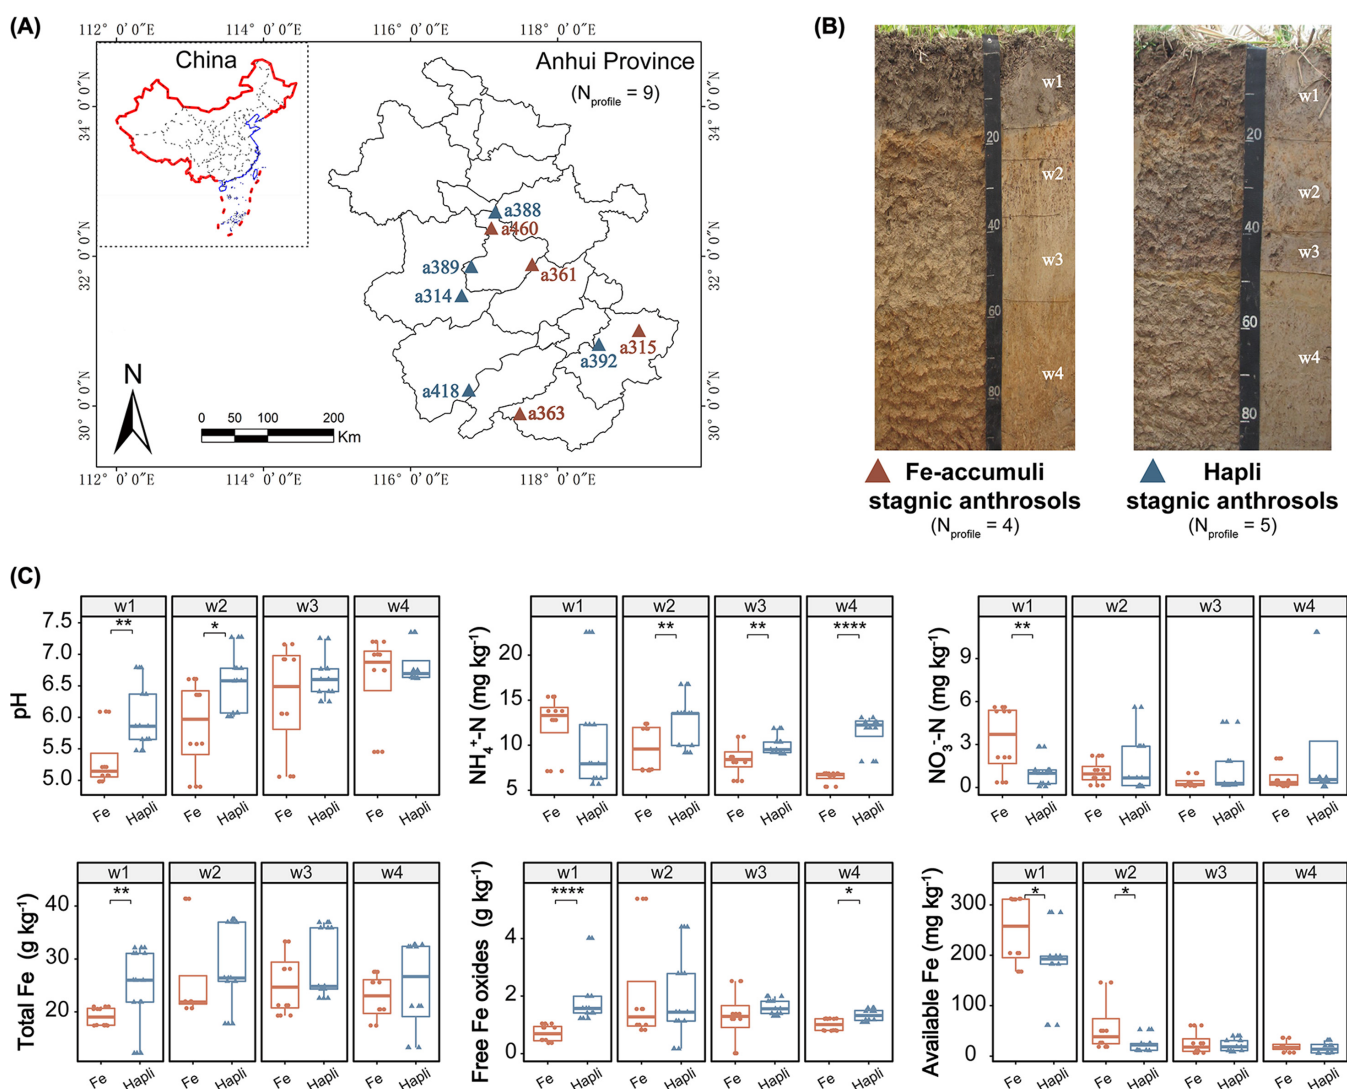 (A)
112° 0′0″E 114° 0′0″E 116° 0′0″E 118° 0′0″E
34° 0′0″N
32° 0′0″N
30° 0′0″N
China
Anhui Province
(Nprofile = 9)
34° 0′0″N
32° 0′0″N
30° 0′0″N
a388
a460
a389
a361
a314
a315
a392
a418
a363
N
0 50 100 200
Km
112° 0′0″E 114° 0′0″E 116° 0′0″E 118° 0′0″E
(B)
w1
w2
w3
w4
20
40
60
80
w1
w2
w3
w4
20
40
60
80
Fe-accumuli
stagnic anthrosols
(Nprofile = 4)
Hapli
stagnic anthrosols
(Nprofile = 5)
(C)
w1 w2 w3 w4
** *
pH
7.5
7.0
6.5
6.0
5.5
5.0
Fe Hapli Fe Hapli Fe Hapli Fe Hapli
w1 w2 w3 w4
** ** ****
NH₄⁺-N (mg kg⁻¹)
20
15
10
5
Fe Hapli Fe Hapli Fe Hapli Fe Hapli
w1 w2 w3 w4
**
NO₃⁻-N (mg kg⁻¹)
9
6
3
0
Fe Hapli Fe Hapli Fe Hapli Fe Hapli
w1 w2 w3 w4
**
Total Fe (g kg⁻¹)
40
30
20
Fe Hapli Fe Hapli Fe Hapli Fe Hapli
w1 w2 w3 w4
**** *
Free Fe oxides (g kg⁻¹)
4
2
0
Fe Hapli Fe Hapli Fe Hapli Fe Hapli
w1 w2 w3 w4
* *
Available Fe (mg kg⁻¹)
300
200
100
0
Fe Hapli Fe Hapli Fe Hapli Fe Hapli